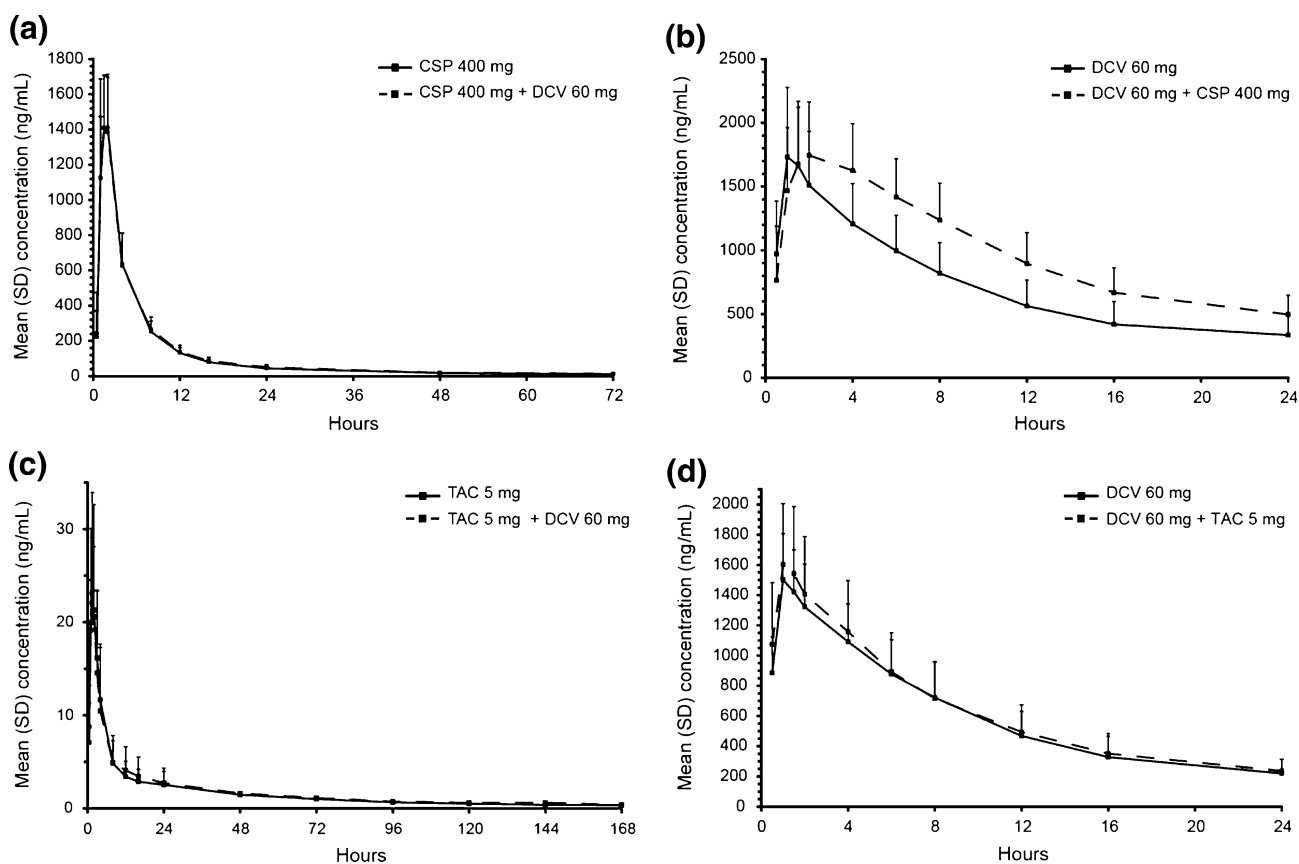 (a)
Mean (SD) concentration (ng/mL)
1800
1600
1400
1200
1000
800
600
400
200
0
0 12 24 36 48 60 72
Hours
CSP 400 mg
CSP 400 mg + DCV 60 mg
(b)
Mean (SD) concentration (ng/mL)
2500
2000
1500
1000
500
0
0 4 8 12 16 20 24
Hours
DCV 60 mg
DCV 60 mg + CSP 400 mg
(c)
Mean (SD) concentration (ng/mL)
30
20
10
0
0 24 48 72 96 120 144 168
Hours
TAC 5 mg
TAC 5 mg + DCV 60 mg
(d)
Mean (SD) concentration (ng/mL)
2000
1800
1600
1400
1200
1000
800
600
400
200
0
0 4 8 12 16 20 24
Hours
DCV 60 mg
DCV 60 mg + TAC 5 mg